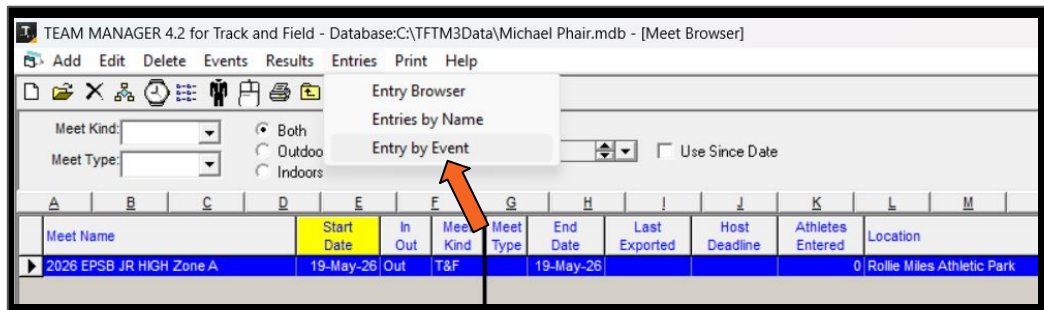 TEAM MANAGER 4.2 for Track and Field - Database:C:\TFTM3Data\Michael Phair.mdb - [Meet Browser]
Add Edit Delete Events Results Entries Print Help
Entry Browser
Entries by Name
Entry by Event
Meet Kind:
Both
Meet Type:
Outdoo
Use Since Date
Indoors
A B C D E F G H I J K L M
Meet Name Start Date In Out Meet Kind Meet Type End Date Last Exported Host Deadline Athletes Entered Location
2026 EPSB JR HIGH Zone A 19-May-26 Out T&F 19-May-26 0 Rollie Miles Athletic Park